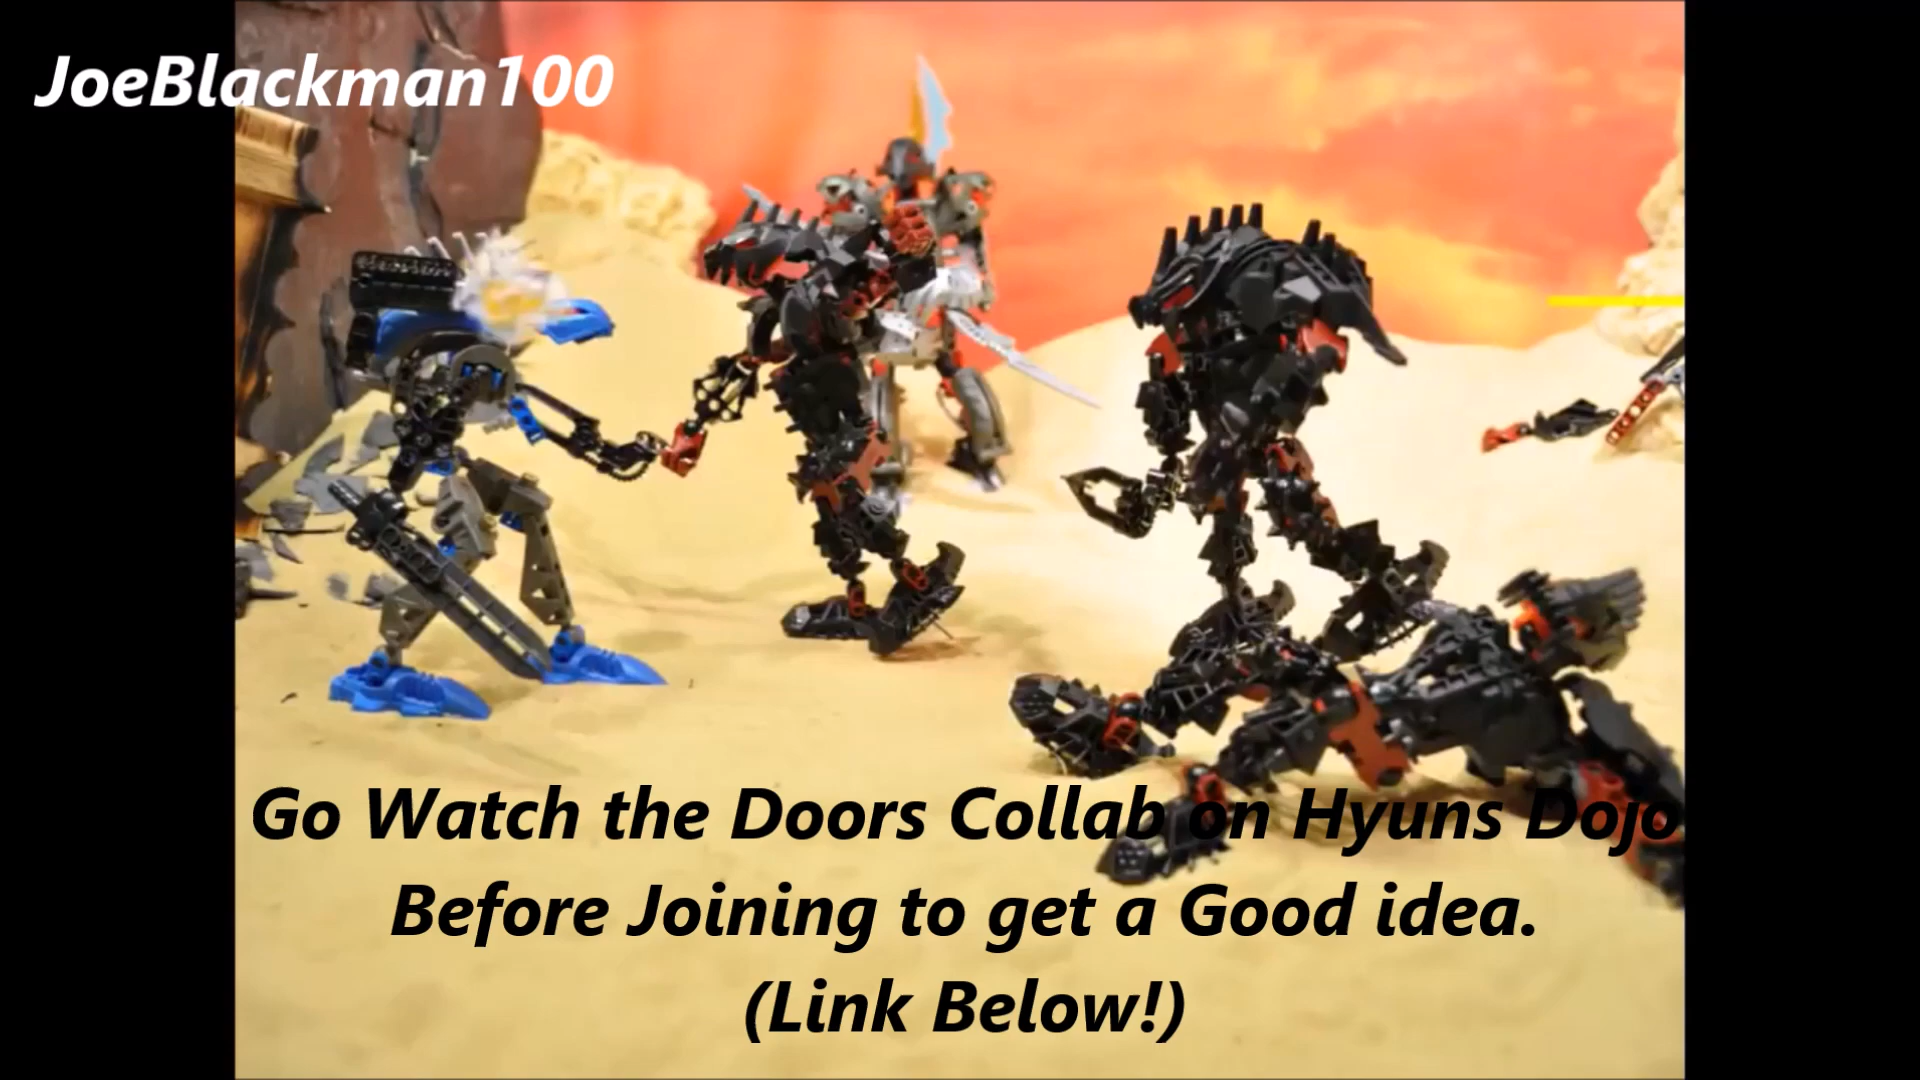 JoeBlackman100
Go Watch the Doors Collab on Hyuns Dojo
Before Joining to get a Good idea.
(Link Below!)